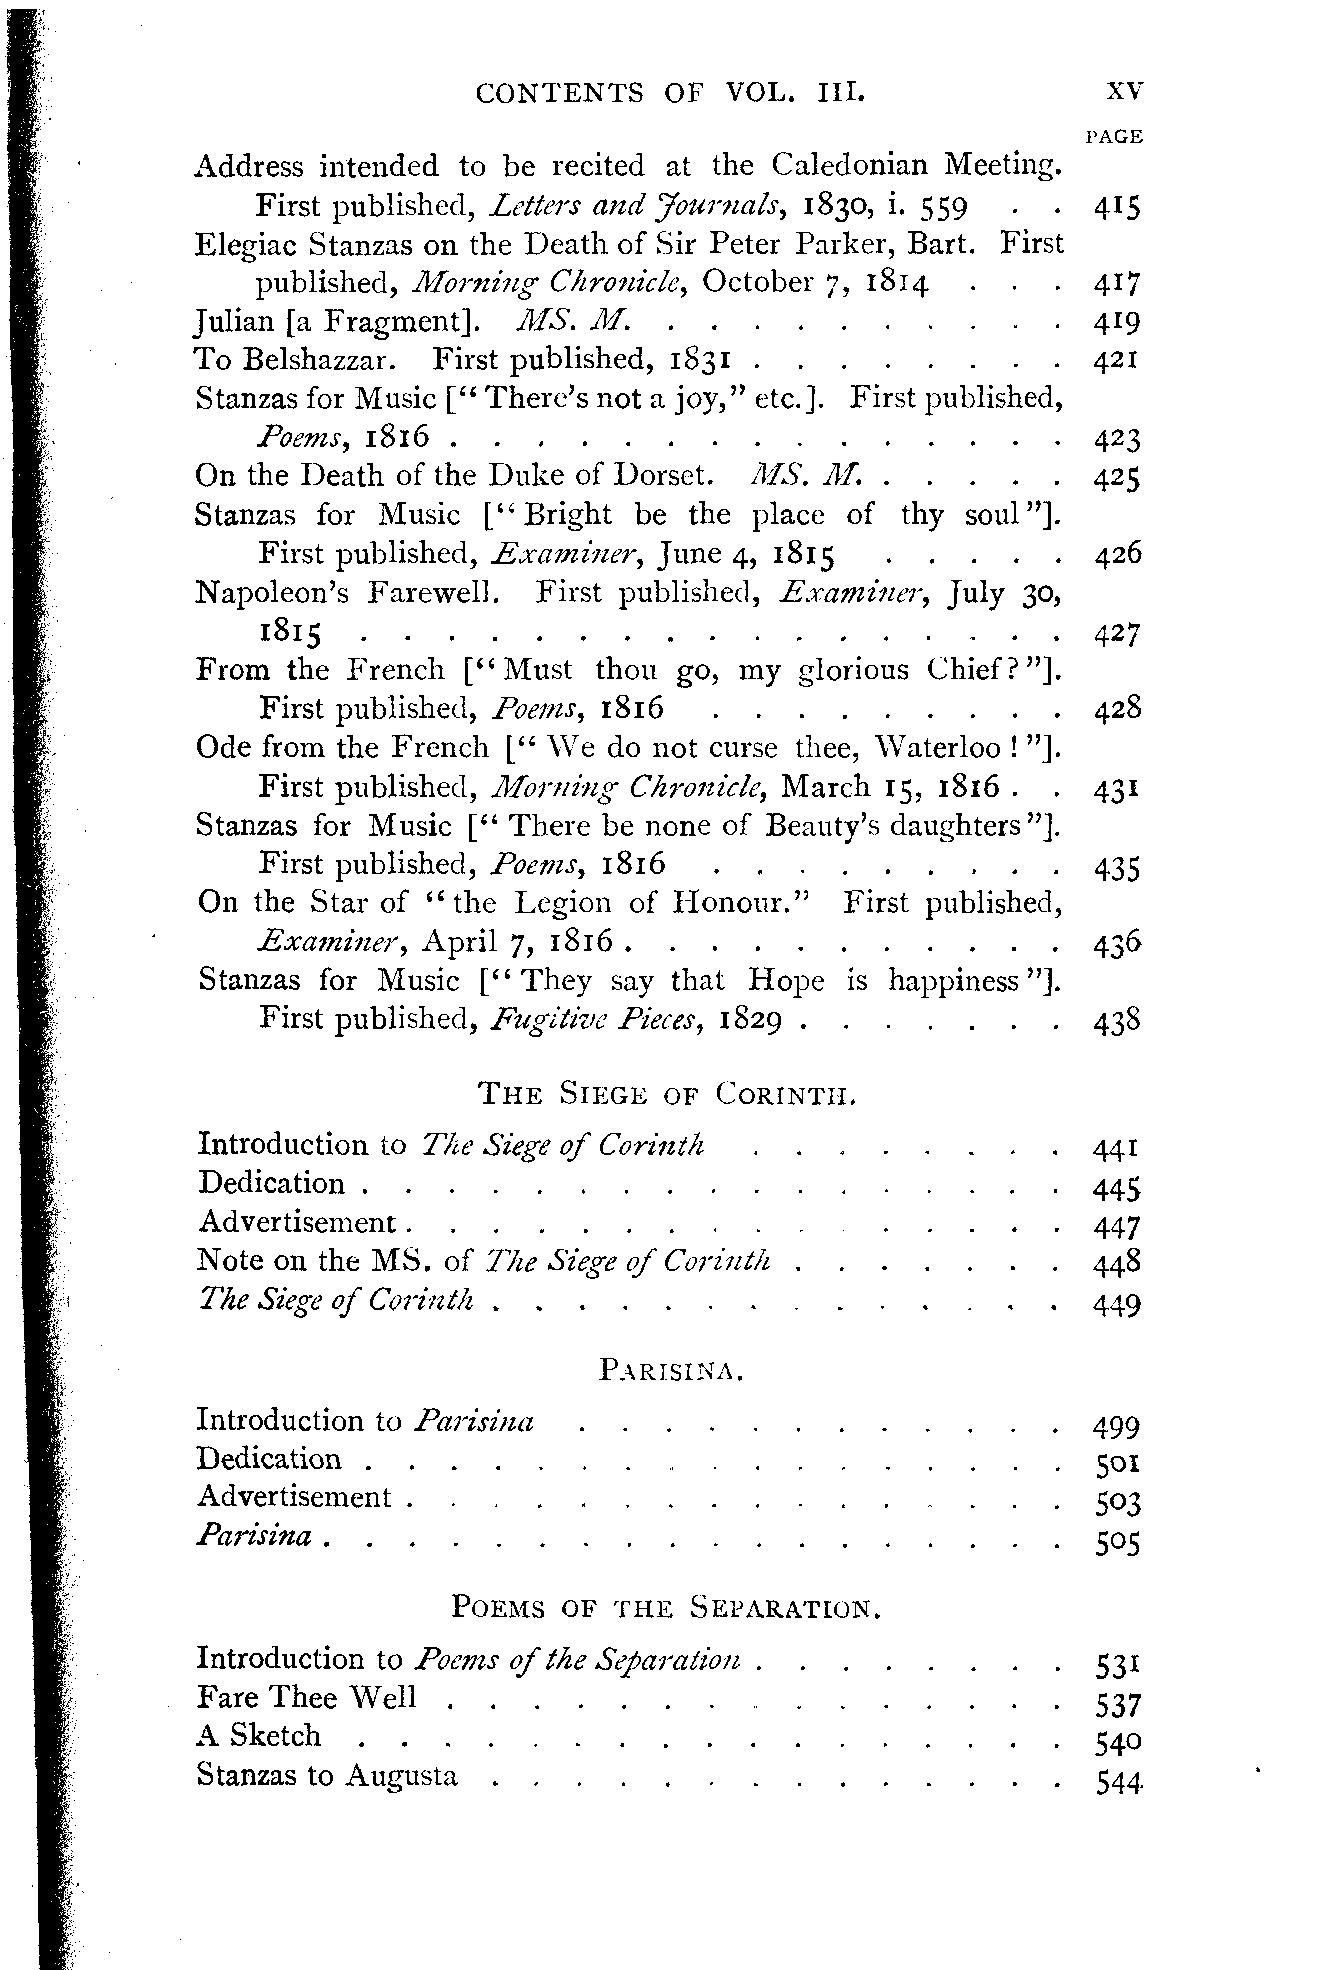 CONTENTS OF VOL. III. XV
PAGE
Address intended to be recited at the Caledonian Meeting.
First published, Letters and Journals, 1830, i. 559 . . 415
Elegiac Stanzas on the Death of Sir Peter Parker, Bart. First
published, Morning Chronicle, October 7, 1814 . . . 417
Julian [a Fragment]. MS. M. . . . . . . . . . . 419
To Belshazzar. First published, 1831 . . . . . . . . 421
Stanzas for Music [“There's not a joy,” etc.]. First published,
Poems, 1816 . . . . . . . . . . . . . . . 423
On the Death of the Duke of Dorset. MS. M. . . . . . 425
Stanzas for Music [“Bright be the place of thy soul”].
First published, Examiner, June 4, 1815 . . . . . 426
Napoleon's Farewell. First published, Examiner, July 30,
1815 . . . . . . . . . . . . . . . . . 427
From the French [“Must thou go, my glorious Chief?”].
First published, Poems, 1816 . . . . . . . . . 428
Ode from the French [“We do not curse thee, Waterloo!”].
First published, Morning Chronicle, March 15, 1816 . . 431
Stanzas for Music [“There be none of Beauty's daughters”].
First published, Poems, 1816 . . . . . . . . . 435
On the Star of “the Legion of Honour.” First published,
Examiner, April 7, 1816 . . . . . . . . . . . 436
Stanzas for Music [“They say that Hope is happiness”].
First published, Fugitive Pieces, 1829 . . . . . . . 438
THE SIEGE OF CORINTH.
Introduction to The Siege of Corinth . . . . . . . . 441
Dedication . . . . . . . . . . . . . . . . . 445
Advertisement . . . . . . . . . . . . . . . . 447
Note on the MS. of The Siege of Corinth . . . . . . . 448
The Siege of Corinth . . . . . . . . . . . . . . 449
PARISINA.
Introduction to Parisina . . . . . . . . . . . . 499
Dedication . . . . . . . . . . . . . . . . . 501
Advertisement . . . . . . . . . . . . . . . . 503
Parisina . . . . . . . . . . . . . . . . . . 505
POEMS OF THE SEPARATION.
Introduction to Poems of the Separation . . . . . . . . 531
Fare Thee Well . . . . . . . . . . . . . . . 537
A Sketch . . . . . . . . . . . . . . . . . 540
Stanzas to Augusta . . . . . . . . . . . . . . 544